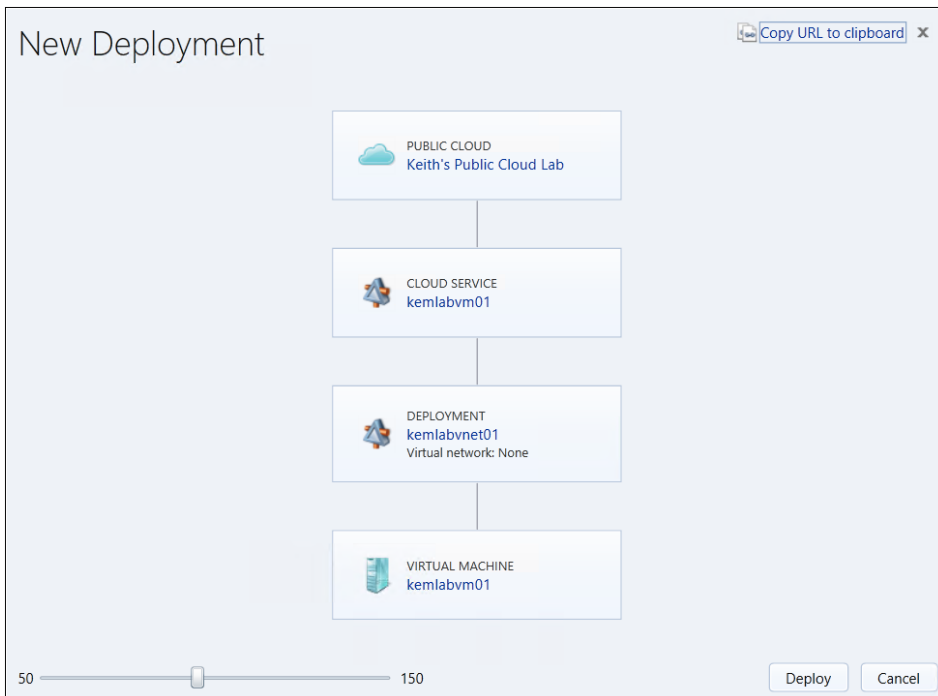 New Deployment
Copy URL to clipboard
x
PUBLIC CLOUD
Keith's Public Cloud Lab
CLOUD SERVICE
kemlabvm01
DEPLOYMENT
kemlabvnet01
Virtual network: None
VIRTUAL MACHINE
kemlabvm01
50
150
Deploy
Cancel